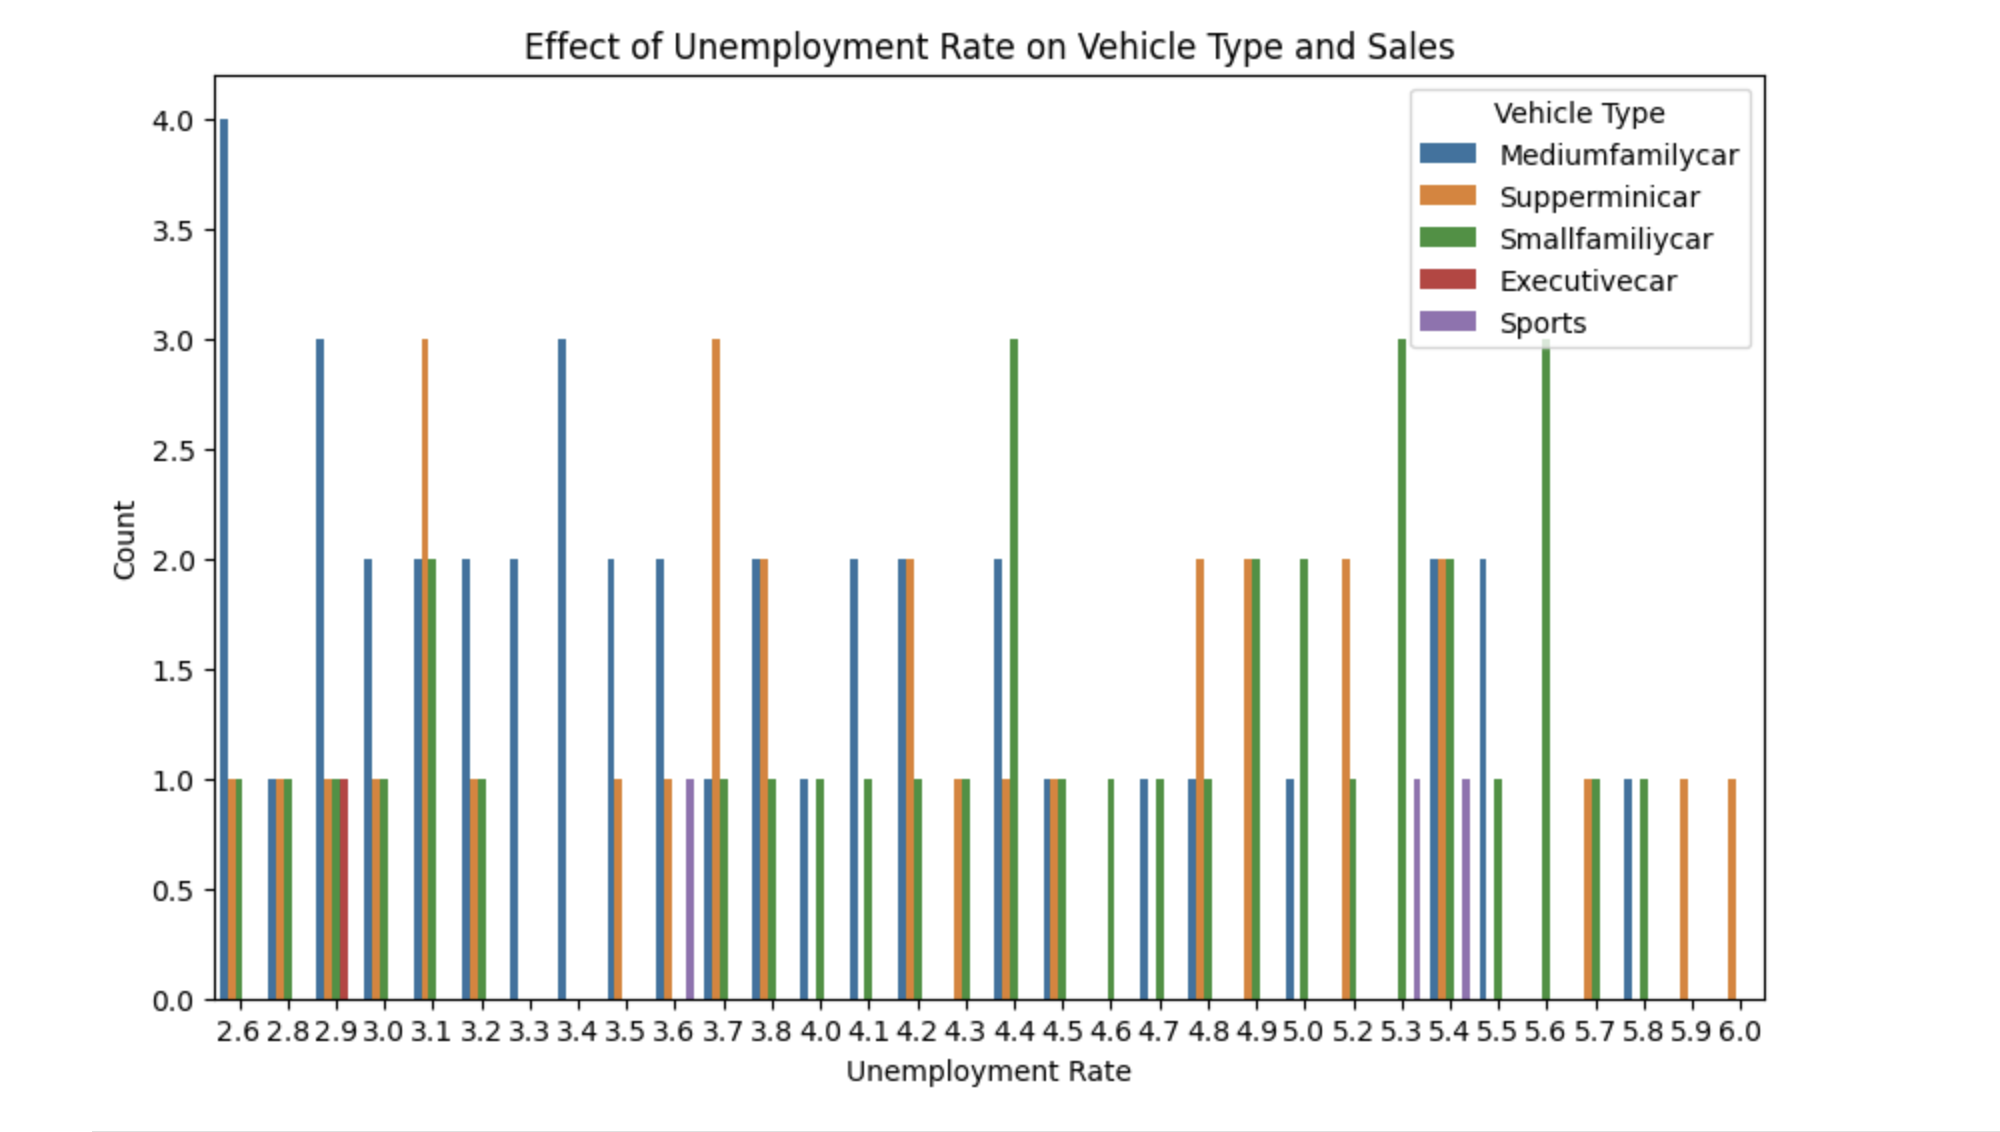 Effect of Unemployment Rate on Vehicle Type and Sales
Vehicle Type
Mediumfamilycar
Supperminicar
Smallfamiliycar
Executivecar
Sports
4.0
3.5
3.0
2.5
2.0
1.5
1.0
0.5
0.0
Count
2.6 2.8 2.9 3.0 3.1 3.2 3.3 3.4 3.5 3.6 3.7 3.8 4.0 4.1 4.2 4.3 4.4 4.5 4.6 4.7 4.8 4.9 5.0 5.2 5.3 5.4 5.5 5.6 5.7 5.8 5.9 6.0
Unemployment Rate